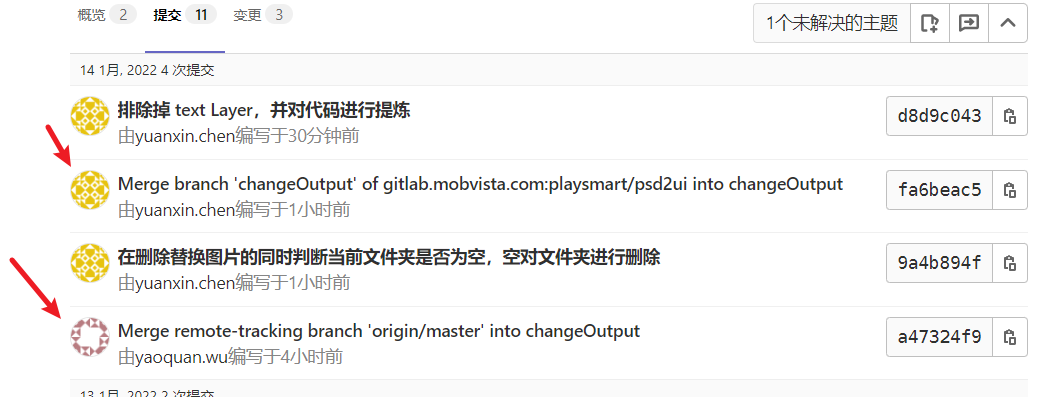 概览 2 提交 11 变更 3 1个未解决的主题
14 1月, 2022 4 次提交
排除掉 text Layer，并对代码进行提炼
由yuanxin.chen编写于30分钟前
d8d9c043
Merge branch 'changeOutput' of gitlab.mobvista.com:playsmart/psd2ui into changeOutput
由yuanxin.chen编写于1小时前
fa6beac5
在删除替换图片的同时判断当前文件夹是否为空，空对文件夹进行删除
由yuanxin.chen编写于1小时前
9a4b894f
Merge remote-tracking branch 'origin/master' into changeOutput
由yaoquan.wu编写于4小时前
a47324f9
13 1月, 2022 2 次提交